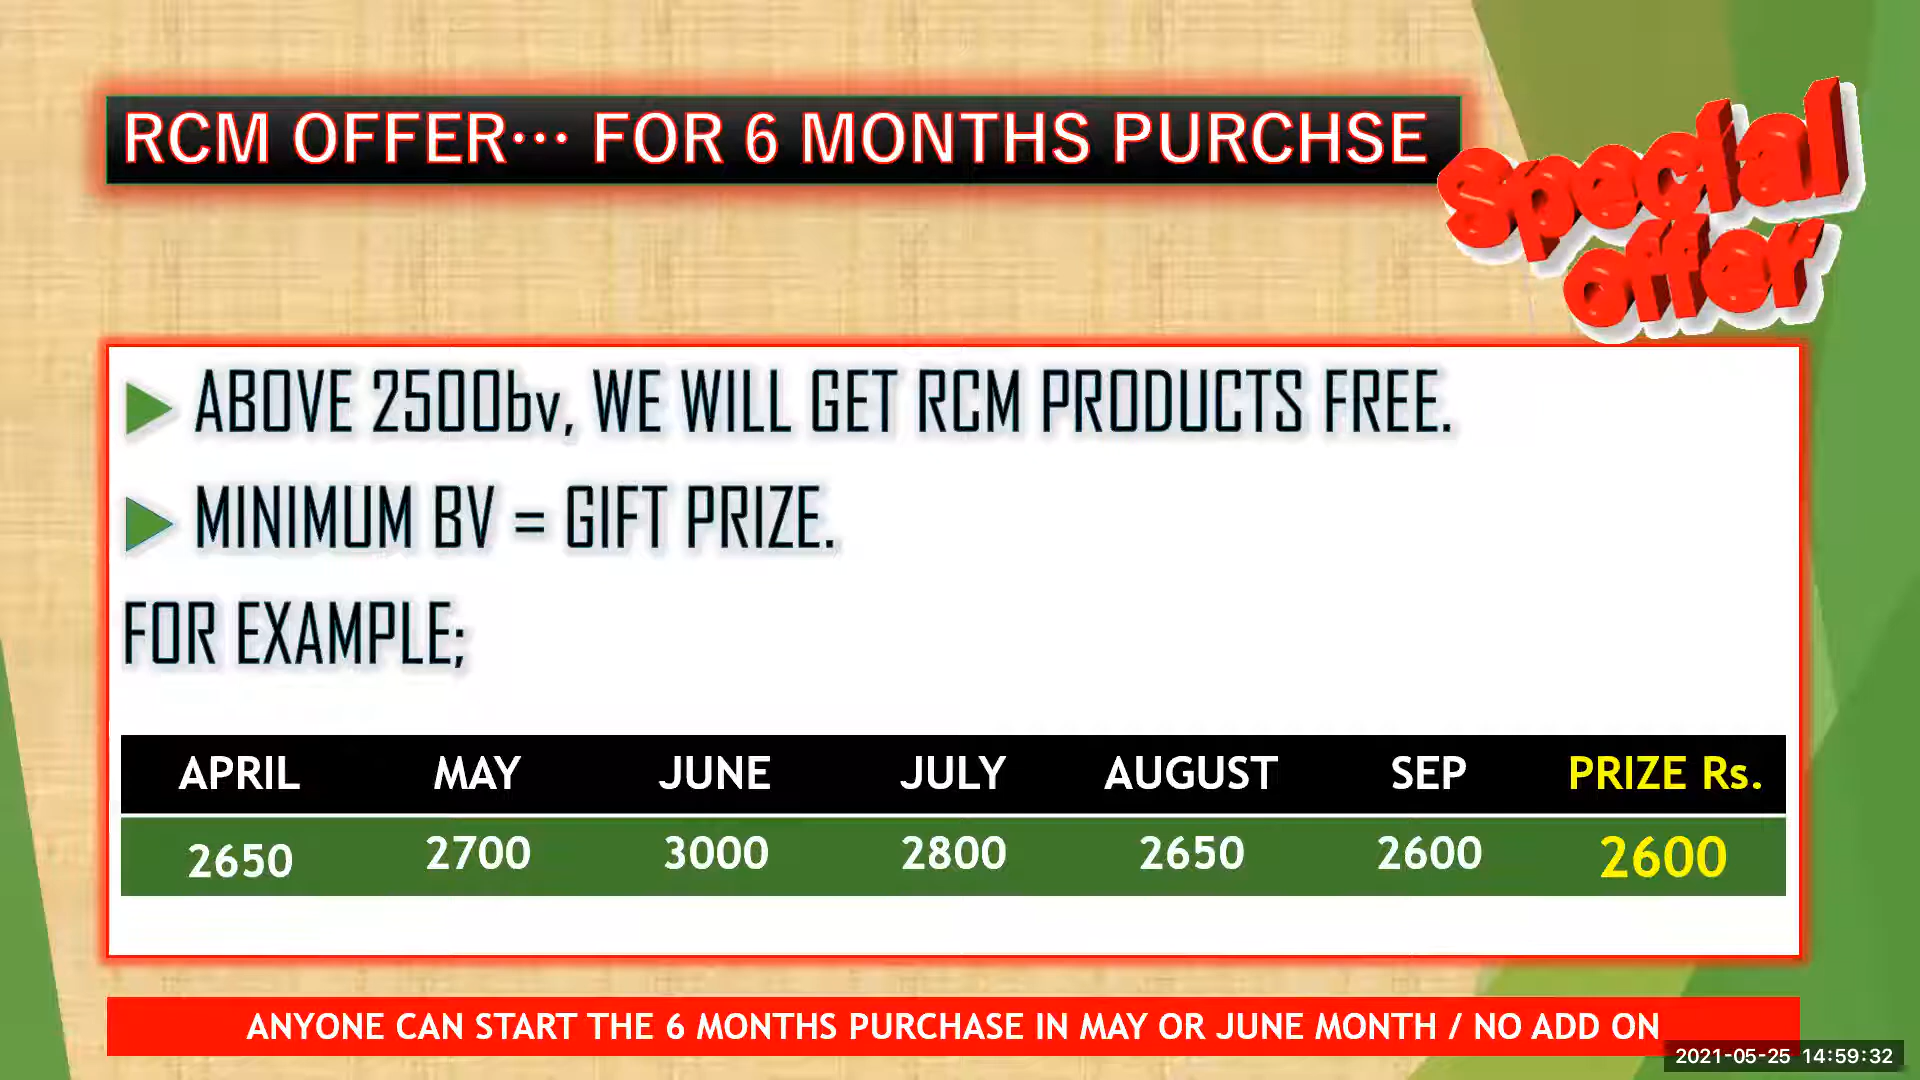 RCM OFFER… FOR 6 MONTHS PURCHSE
special
offer
ABOVE 2500bv, WE WILL GET RCM PRODUCTS FREE.
MINIMUM BV = GIFT PRIZE.
FOR EXAMPLE;
APRIL MAY JUNE JULY AUGUST SEP PRIZE Rs.
2650 2700 3000 2800 2650 2600 2600
ANYONE CAN START THE 6 MONTHS PURCHASE IN MAY OR JUNE MONTH / NO ADD ON
2021-05-25 14:59:32